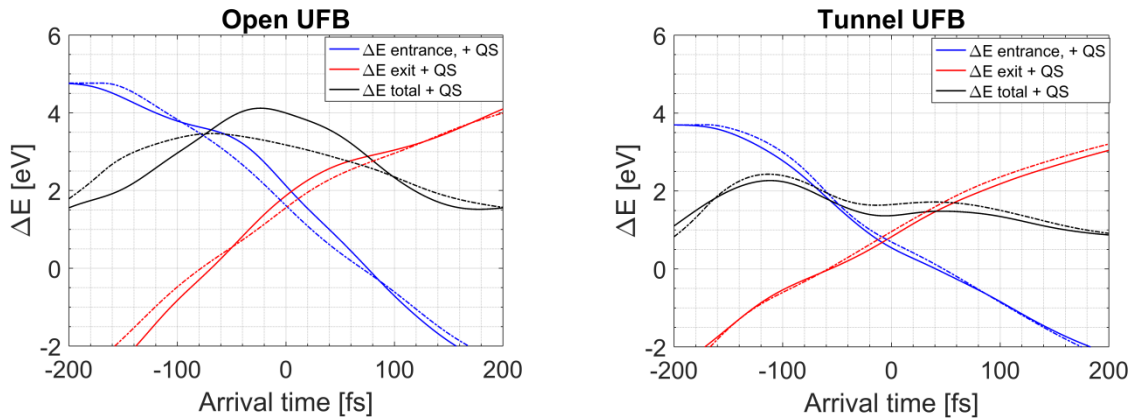 Open UFB
ΔE entrance, + QS
ΔE exit + QS
ΔE total + QS
ΔE [eV]
6
4
2
0
-2
-200
-100
0
100
200
Arrival time [fs]
Tunnel UFB
ΔE entrance, + QS
ΔE exit + QS
ΔE total + QS
ΔE [eV]
6
4
2
0
-2
-200
-100
0
100
200
Arrival time [fs]